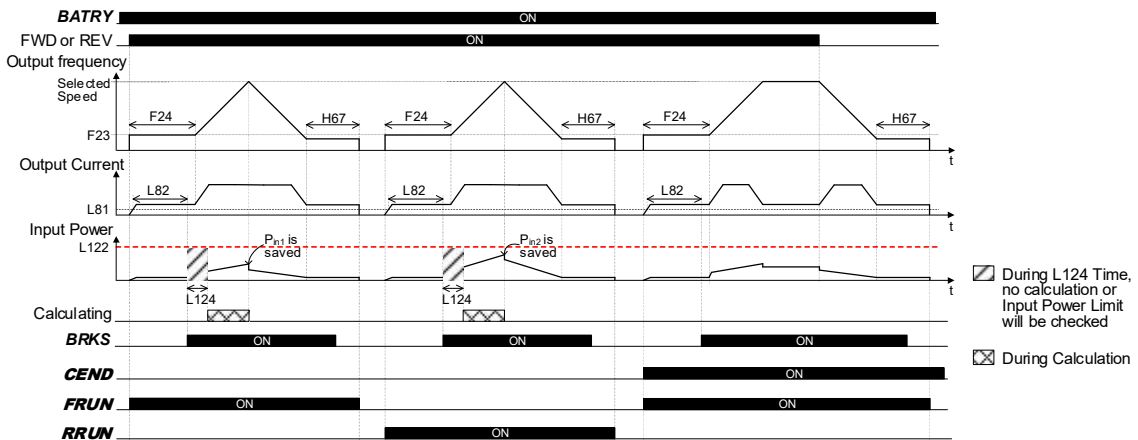 BATRY
ON
FWD or REV
ON
Output frequency
Selected
Speed
F24
H67
F24
H67
F24
H67
F23
t
Output Current
L82
L82
L82
L81
t
Input Power
L122
Pin1 is
saved
Pin2 is
saved
t
L124
L124
During L124 Time,
no calculation or
Input Power Limit
will be checked
Calculating
BRKS
ON
ON
ON
During Calculation
CEND
ON
FRUN
ON
ON
RRUN
ON